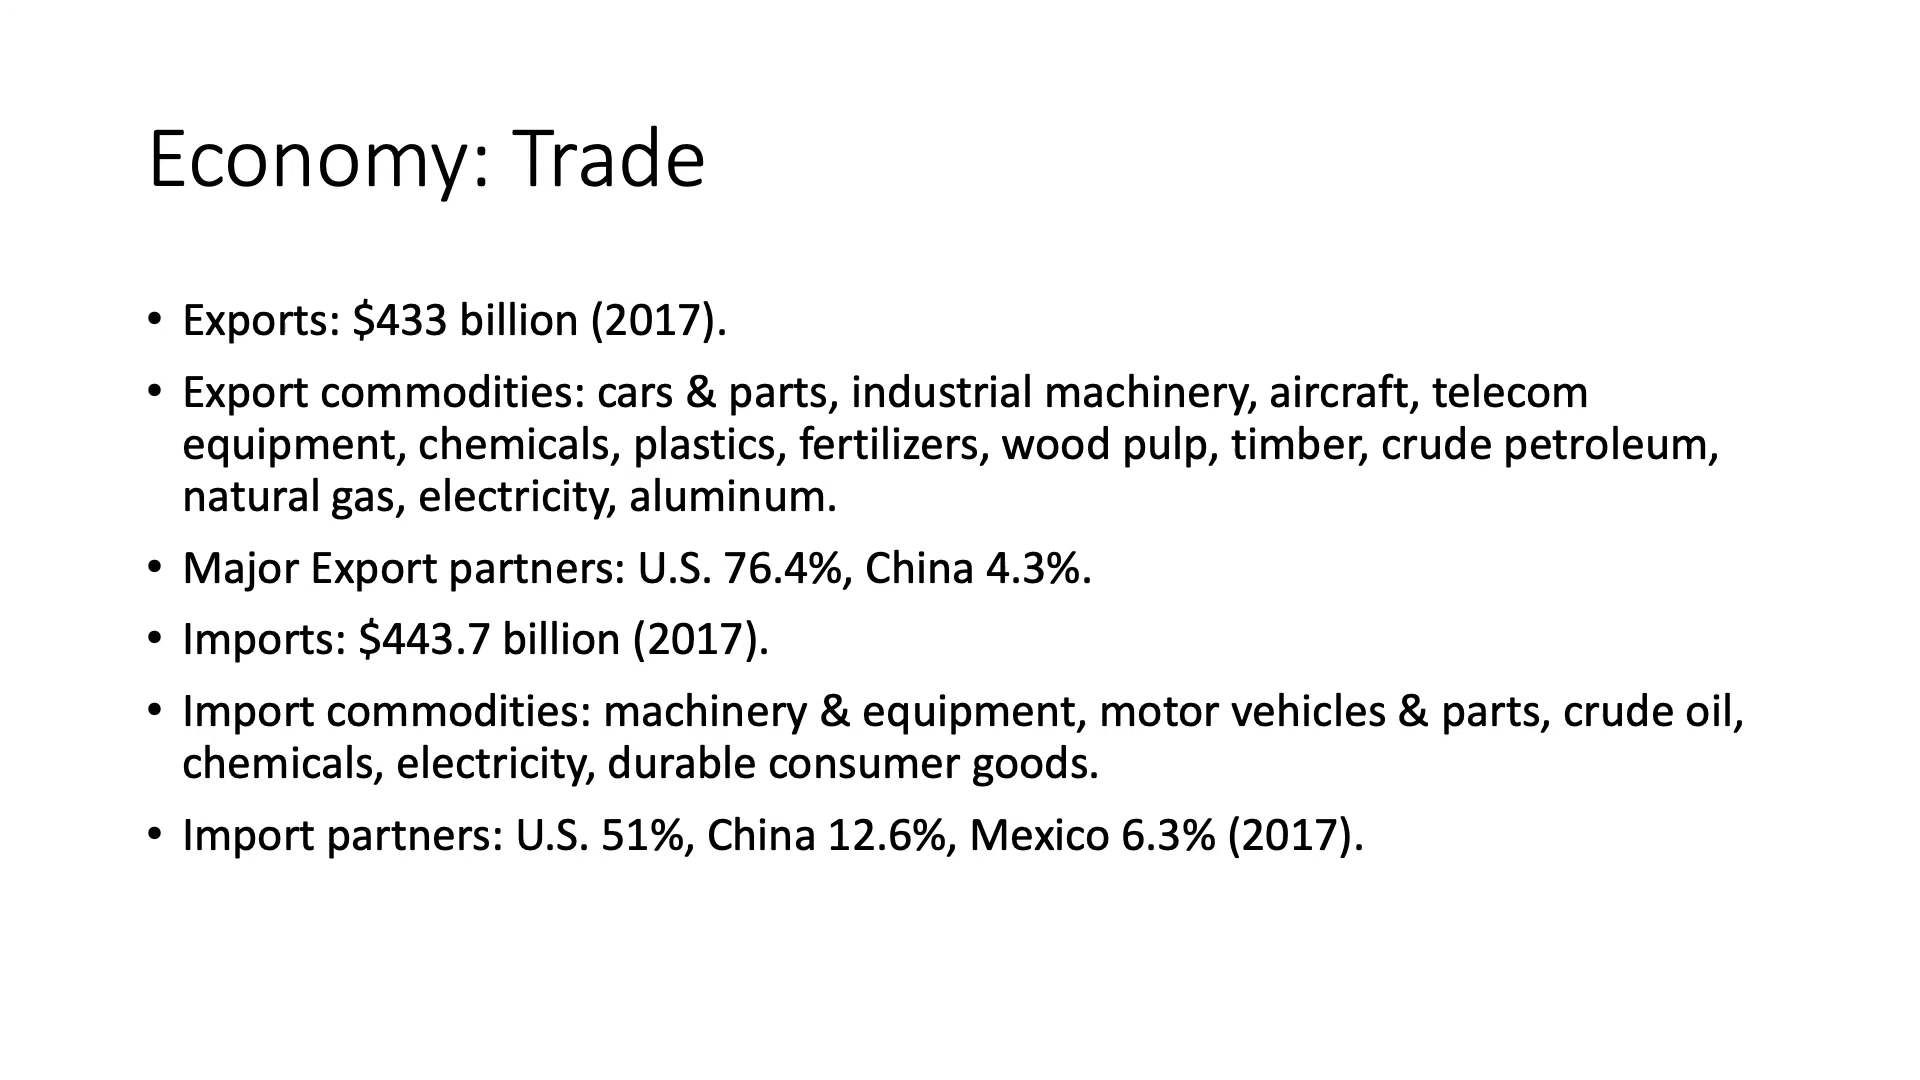 Economy: Trade
• Exports: $433 billion (2017).
• Export commodities: cars & parts, industrial machinery, aircraft, telecom
equipment, chemicals, plastics, fertilizers, wood pulp, timber, crude petroleum,
natural gas, electricity, aluminum.
• Major Export partners: U.S. 76.4%, China 4.3%.
• Imports: $443.7 billion (2017).
• Import commodities: machinery & equipment, motor vehicles & parts, crude oil,
chemicals, electricity, durable consumer goods.
• Import partners: U.S. 51%, China 12.6%, Mexico 6.3% (2017).